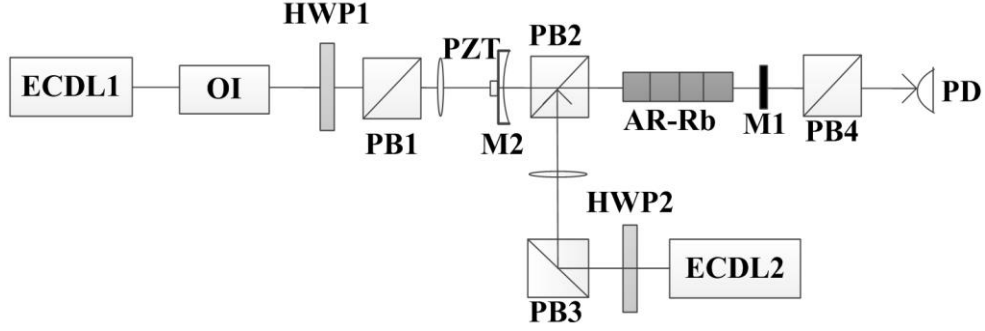 HWP1
PZT
PB2
ECDL1
OI
AR-Rb
PD
PB1
M2
M1
PB4
HWP2
ECDL2
PB3